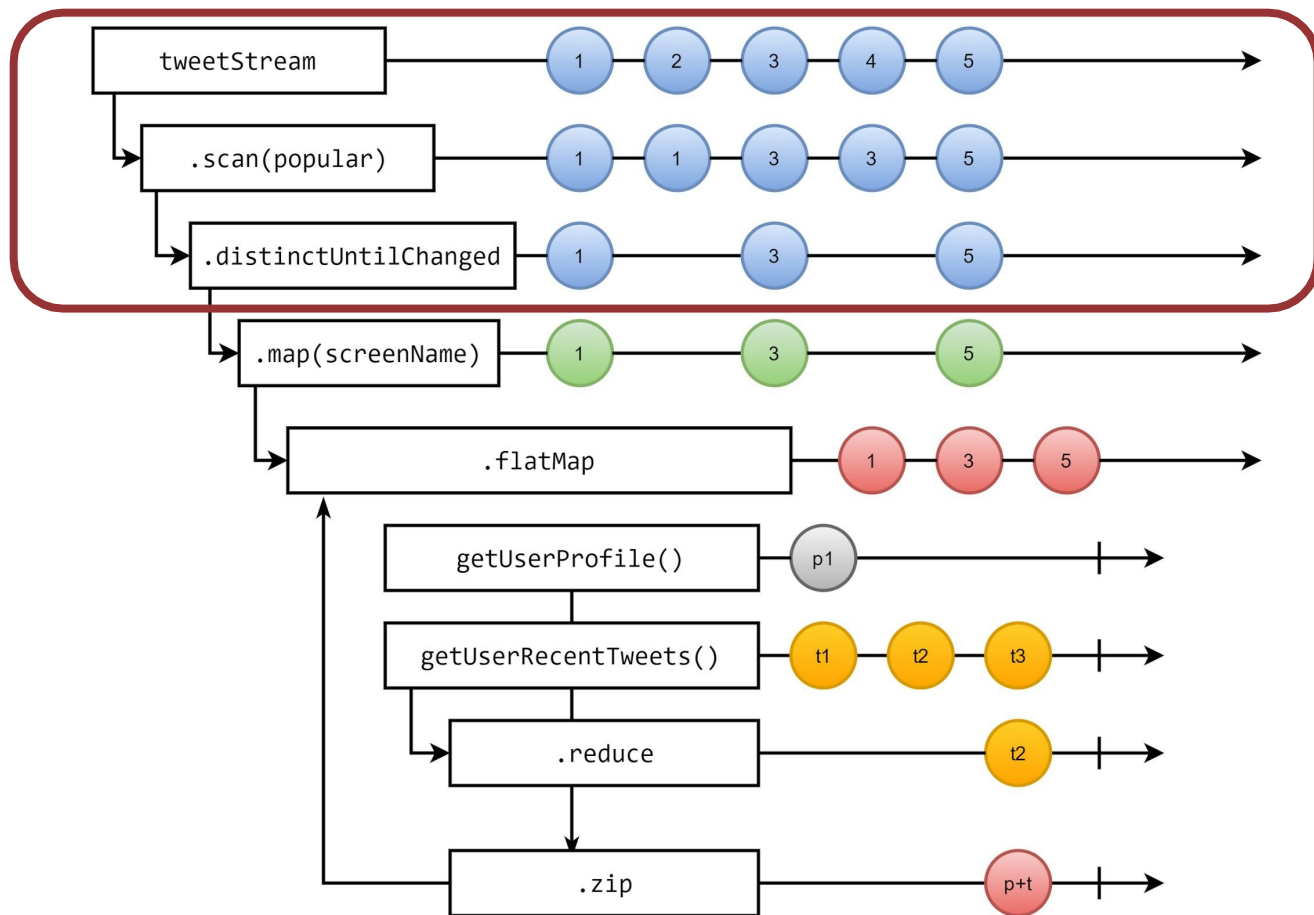 tweetStream 1 2 3 4 5
.scan(popular) 1 1 3 3 5
.distinctUntilChanged 1 3 5
.map(screenName) 1 3 5
.flatMap 1 3 5
getUserProfile() p1
getUserRecentTweets() t1 t2 t3
.reduce t2
.zip p+t